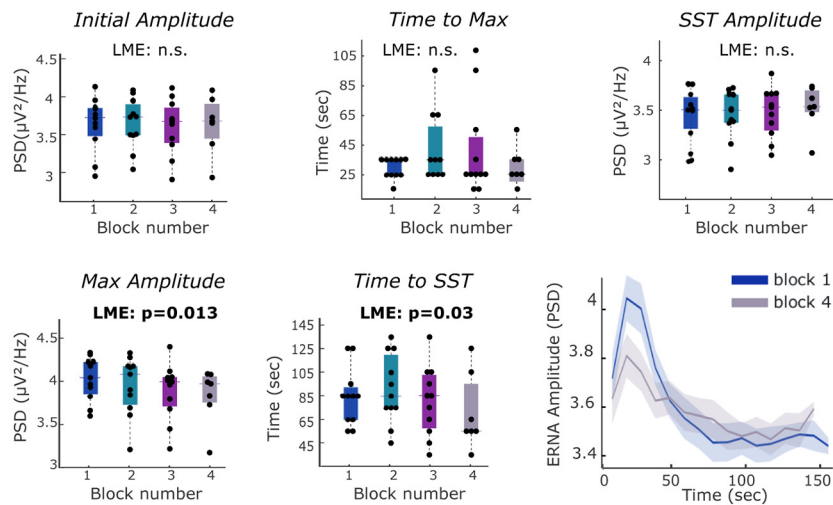 Initial Amplitude
LME: n.s.
PSD(µV²/Hz)
4.5
4
3.5
3
1 2 3 4
Block number
Time to Max
LME: n.s.
Time (sec)
105
85
65
45
25
1 2 3 4
Block number
SST Amplitude
LME: n.s.
PSD (µV²/Hz)
4
3.5
3
1 2 3 4
Block number
Max Amplitude
LME: p=0.013
PSD (µV²/Hz)
4.5
4
3.5
3
1 2 3 4
Block number
Time to SST
LME: p=0.03
Time (sec)
145
125
105
85
65
45
1 2 3 4
Block number
block 1
block 4
ERNA Amplitude (PSD)
4
3.8
3.6
3.4
0 50 100 150
Time (sec)